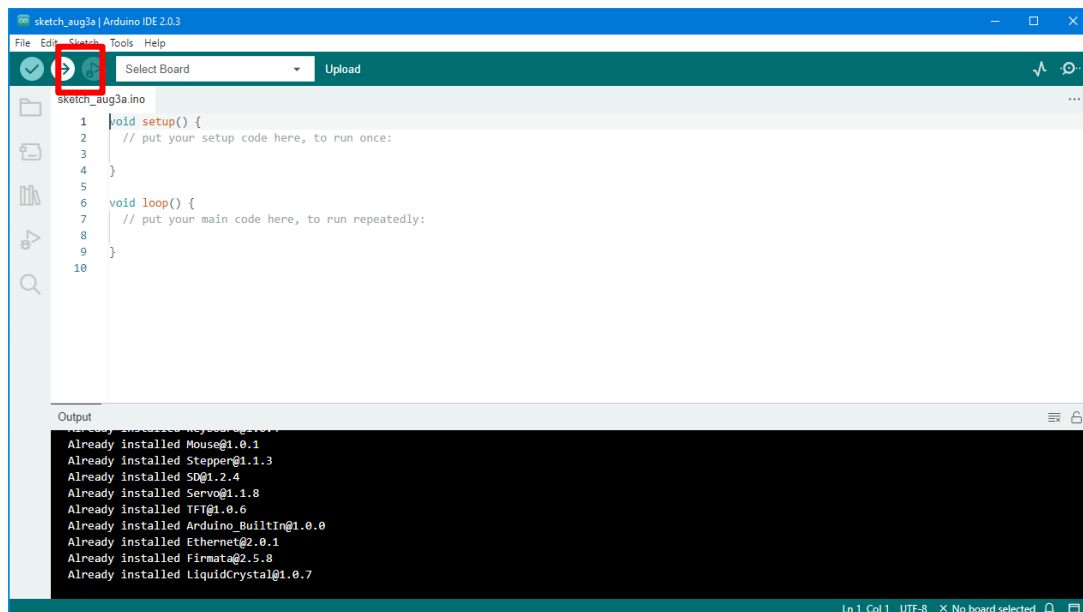 sketch_aug3a | Arduino IDE 2.0.3
File Edit Sketch Tools Help
Select Board
Upload
sketch_aug3a.ino
1 void setup() {
2 // put your setup code here, to run once:
3
4 }
5
6 void loop() {
7 // put your main code here, to run repeatedly:
8
9 }
10
Output
Already installed Mouse@1.0.1
Already installed Stepper@1.1.3
Already installed SD@1.2.4
Already installed Servo@1.1.8
Already installed TFT@1.0.6
Already installed Arduino_BuiltIn@1.0.0
Already installed Ethernet@2.0.1
Already installed Firmata@2.5.8
Already installed LiquidCrystal@1.0.7
Ln 1, Col 1 UTF-8 No board selected